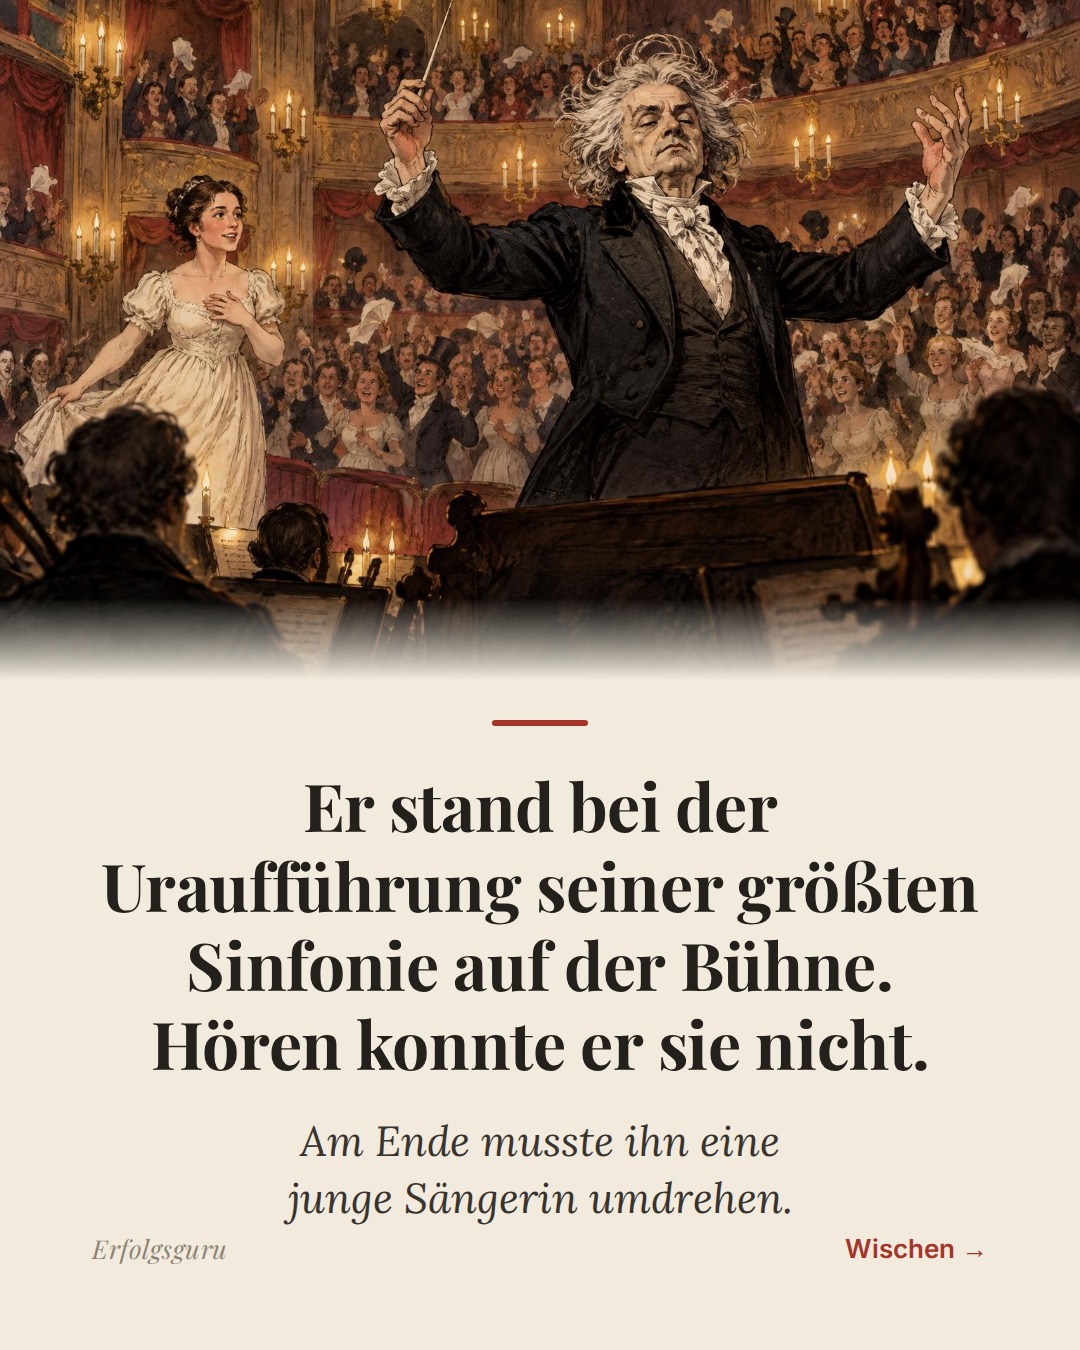 Er stand bei der
Uraufführung seiner größten
Sinfonie auf der Bühne.
Hören konnte er sie nicht.
Am Ende musste ihn eine
junge Sängerin umdrehen.
Erfolgsguru
Wischen →